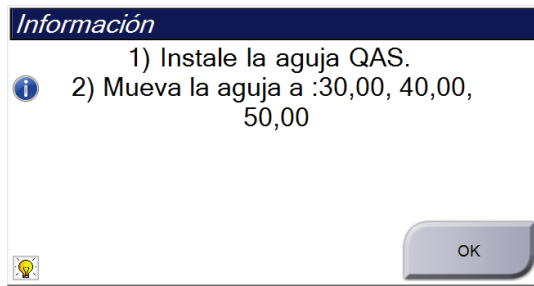 Información
1) Instale la aguja QAS.
2) Mueva la aguja a :30,00, 40,00,
50,00
OK